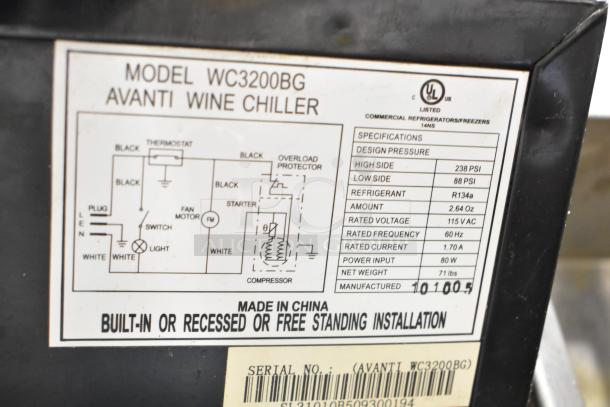 MODEL WC3200BG
AVANTI WINE CHILLER
C UL US
LISTED
COMMERCIAL REFRIGERATORS/FREEZERS
14NS
THERMOSTAT
BLACK
BLACK
OVERLOAD
PROTECTOR
BLACK
BLACK
PLUG
L
E
N
FAN
MOTOR
FM
STARTER
SWITCH
θ
LIGHT
WHITE
WHITE
WHITE
COMPRESSOR
SPECIFICATIONS
DESIGN PRESSURE
HIGH SIDE 238 PSI
LOW SIDE 88 PSI
REFRIGERANT R134a
AMOUNT 2.64 Oz
RATED VOLTAGE 115 VAC
RATED FREQUENCY 60 Hz
RATED CURRENT 1.70 A
POWER INPUT 80 W
NET WEIGHT 71 lbs
MANUFACTURED 101005
MADE IN CHINA
BUILT-IN OR RECESSED OR FREE STANDING INSTALLATION
SERIAL NO.: (AVANTI WC3200BG)